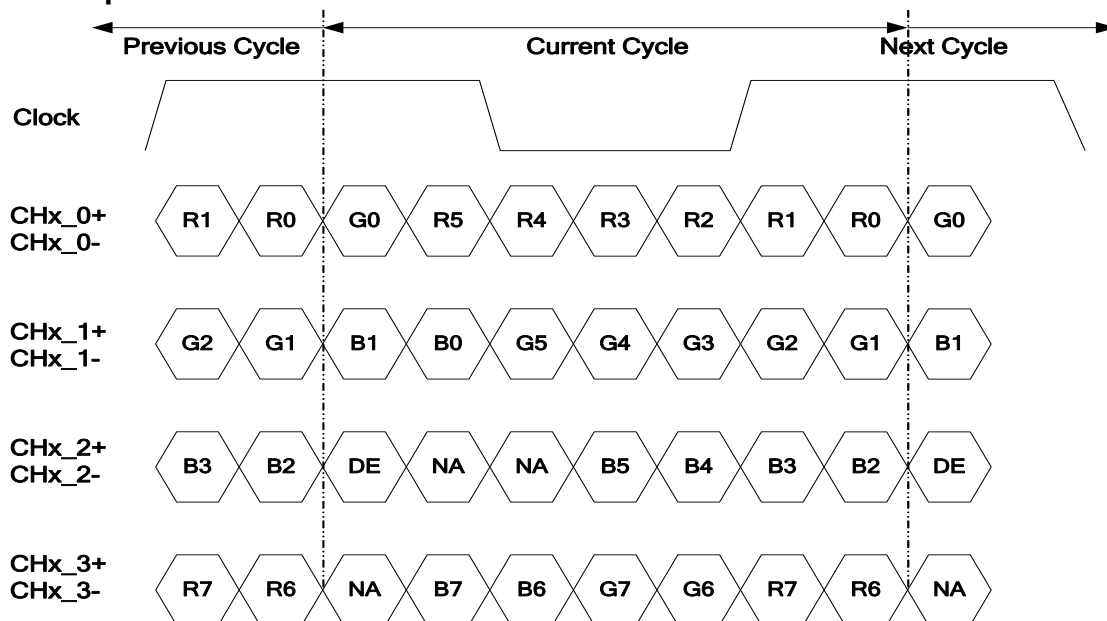 Previous Cycle Current Cycle Next Cycle
Clock
CHx_0+
CHx_0-
R1 R0 G0 R5 R4 R3 R2 R1 R0 G0
CHx_1+
CHx_1-
G2 G1 B1 B0 G5 G4 G3 G2 G1 B1
CHx_2+
CHx_2-
B3 B2 DE NA NA B5 B4 B3 B2 DE
CHx_3+
CHx_3-
R7 R6 NA B7 B6 G7 G6 R7 R6 NA